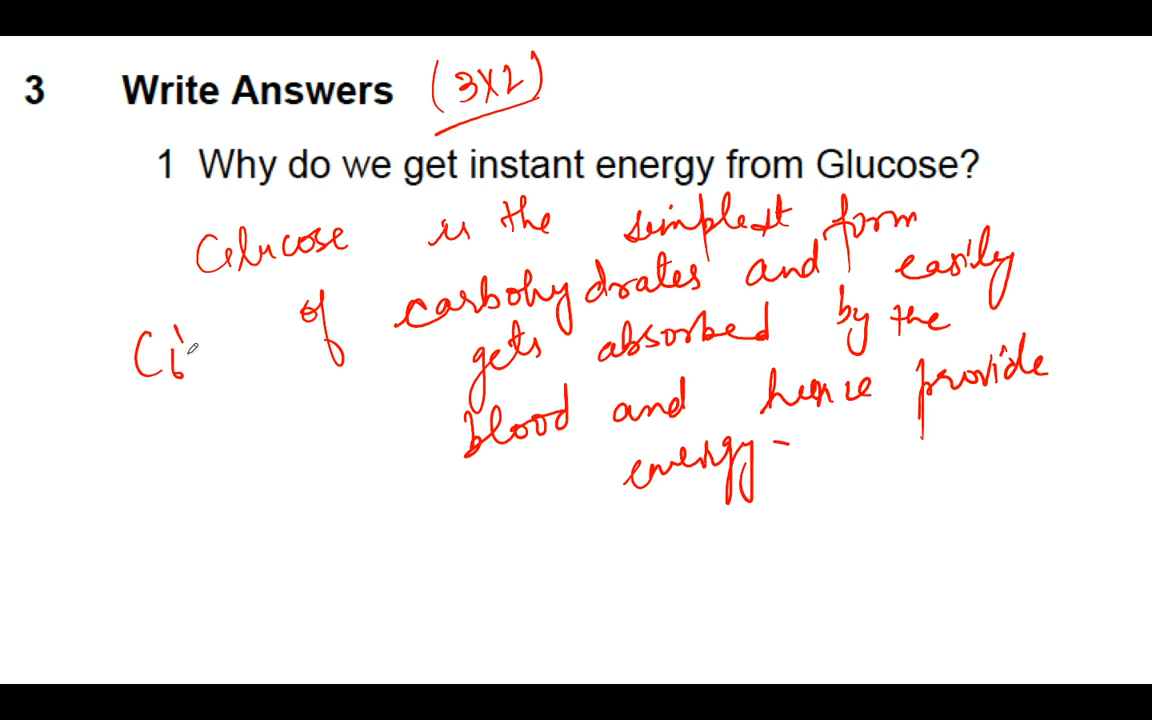 3 Write Answers (3x2)
1 Why do we get instant energy from Glucose?
Glucose is the simplest form
of carbohydrates and easily
gets absorbed by the
blood and hence provide
energy-
C6